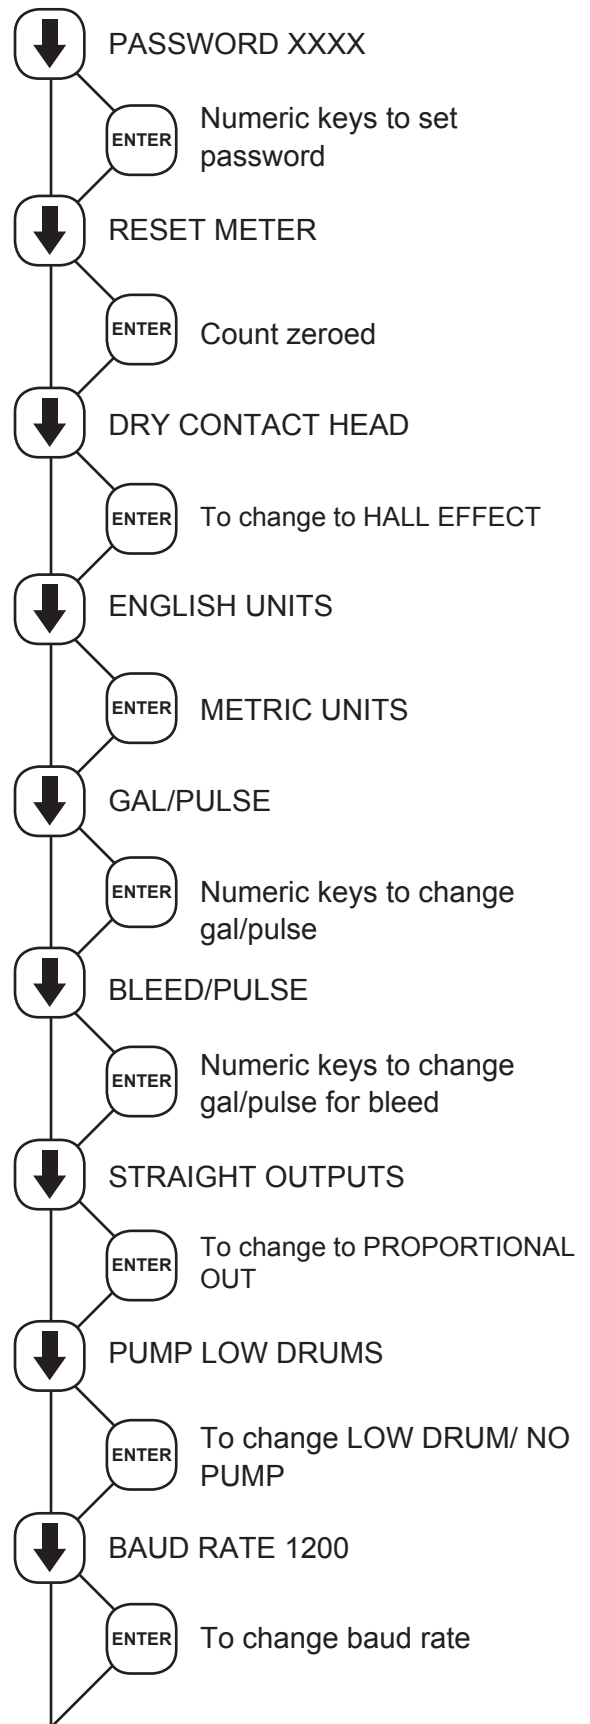 PASSWORD XXXX
ENTER
Numeric keys to set
password
RESET METER
ENTER
Count zeroed
DRY CONTACT HEAD
ENTER
To change to HALL EFFECT
ENGLISH UNITS
ENTER
METRIC UNITS
GAL/PULSE
ENTER
Numeric keys to change
gal/pulse
BLEED/PULSE
ENTER
Numeric keys to change
gal/pulse for bleed
STRAIGHT OUTPUTS
ENTER
To change to PROPORTIONAL
OUT
PUMP LOW DRUMS
ENTER
To change LOW DRUM/ NO
PUMP
BAUD RATE 1200
ENTER
To change baud rate